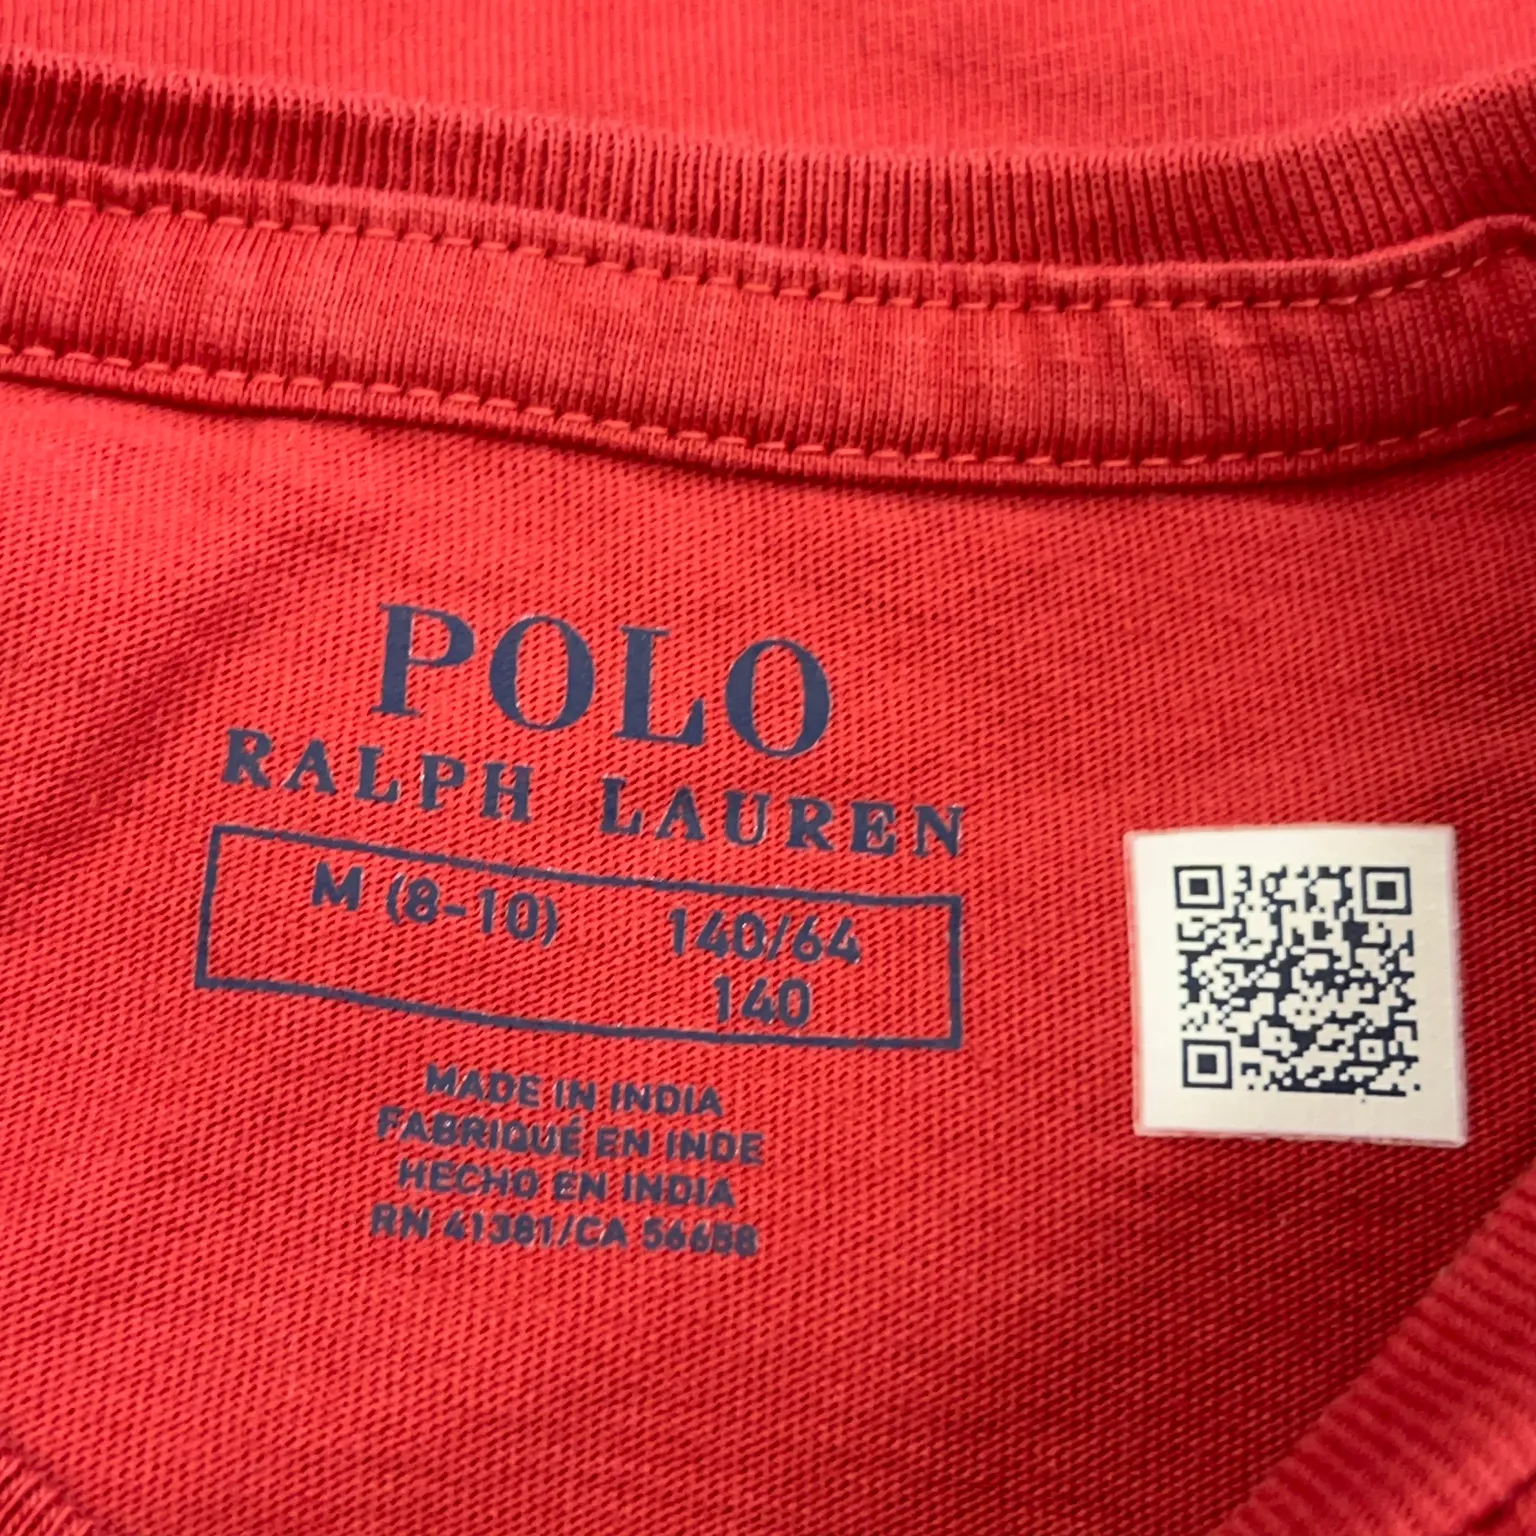 POLO
RALPH LAUREN
M (8-10) 140/64
140
MADE IN INDIA
FABRIQUÉ EN INDE
HECHO EN INDIA
RN 41381/CA 56688